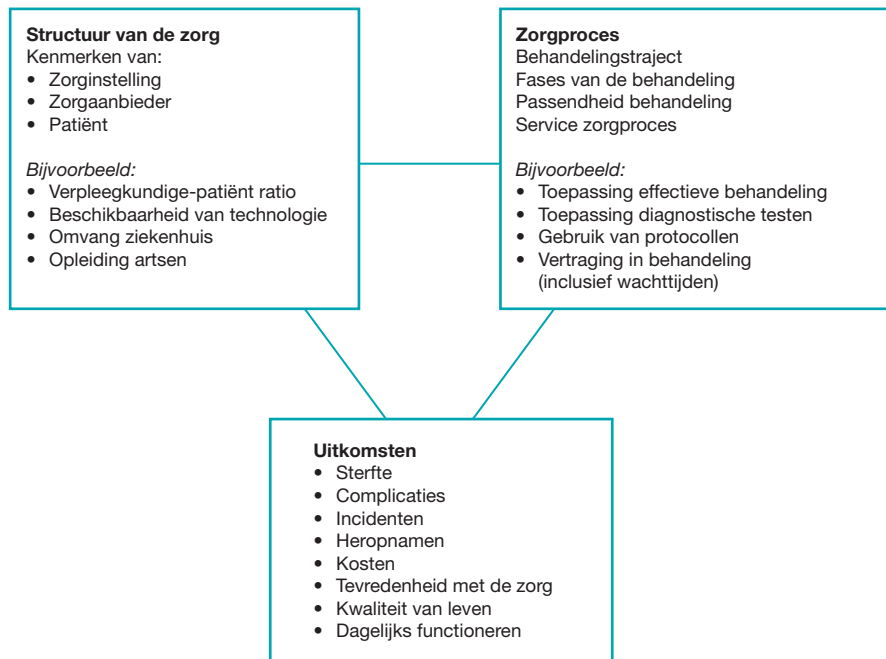 Structuur van de zorg
Kenmerken van:
• Zorginstelling
• Zorgaanbieder
• Patiënt
Bijvoorbeeld:
• Verpleegkundige-patiënt ratio
• Beschikbaarheid van technologie
• Omvang ziekenhuis
• Opleiding artsen
Zorgproces
Behandelingstraject
Fases van de behandeling
Passendheid behandeling
Service zorgproces
Bijvoorbeeld:
• Toepassing effectieve behandeling
• Toepassing diagnostische testen
• Gebruik van protocollen
• Vertraging in behandeling
(inclusief wachttijden)
Uitkomsten
• Sterfte
• Complicaties
• Incidenten
• Heropnamen
• Kosten
• Tevredenheid met de zorg
• Kwaliteit van leven
• Dagelijks functioneren